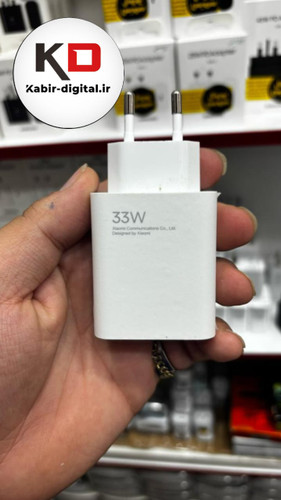 KD
Kabir-digital.ir
33W
Xiaomi Communications Co., Ltd.
Designed by Xiaomi